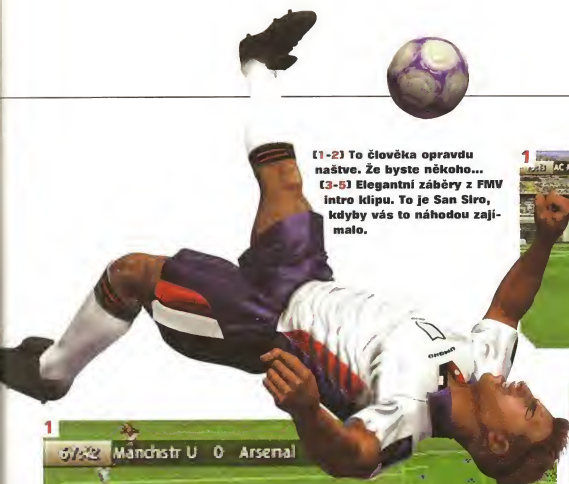 [1-2] To člověka opravdu
naštve. Že byste někoho...
[3-5] Elegantní záběry z FMV
intro klipu. To je San Siro,
kdyby vás to náhodou zají-
malo.
1
1
Manchstr U 0 Arsenal
UMBRO